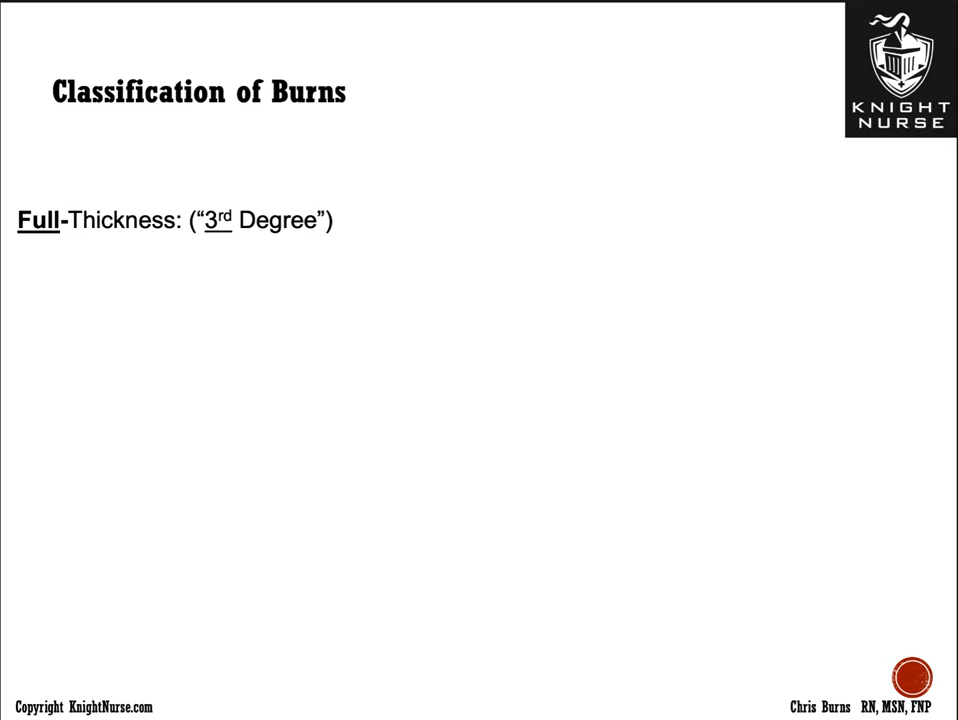 Classification of Burns
KNIGHT
NURSE
Full-Thickness: (“3rd Degree”)
Copyright KnightNurse.com
Chris Burns RN, MSN, FNP